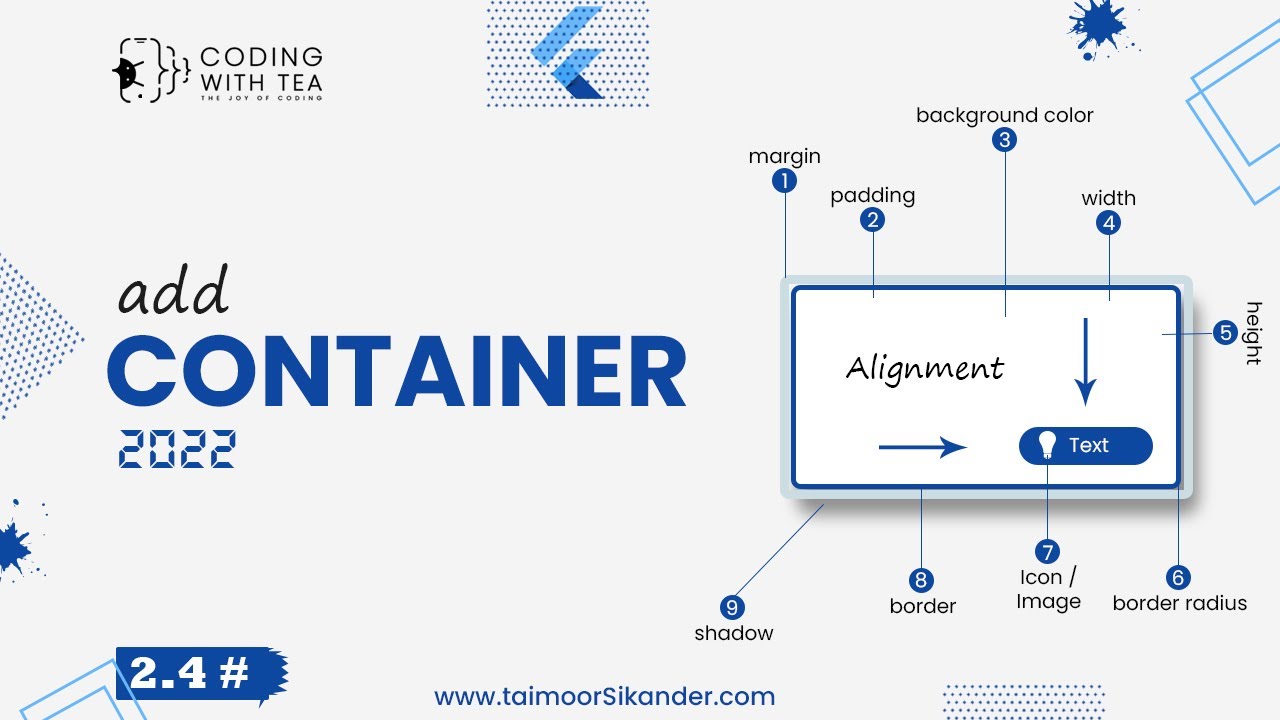 CODING
WITH TEA
THE JOY OF CODING
add
CONTAINER
2022
background color
3
margin
1
padding
2
width
4
5
height
Alignment
Text
7
Icon /
Image
6
border radius
8
border
9
shadow
2.4 #
www.taimoorSikander.com